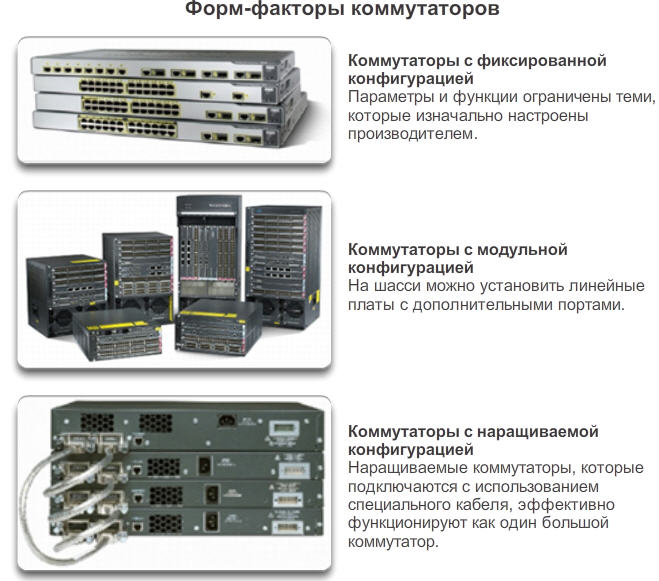 Форм-факторы коммутаторов
Коммутаторы с фиксированной
конфигурацией
Параметры и функции ограничены теми,
которые изначально настроены
производителем.
Коммутаторы с модульной
конфигурацией
На шасси можно установить линейные
платы с дополнительными портами.
Коммутаторы с наращиваемой
конфигурацией
Наращиваемые коммутаторы, которые
подключаются с использованием
специального кабеля, эффективно
функционируют как один большой
коммутатор.